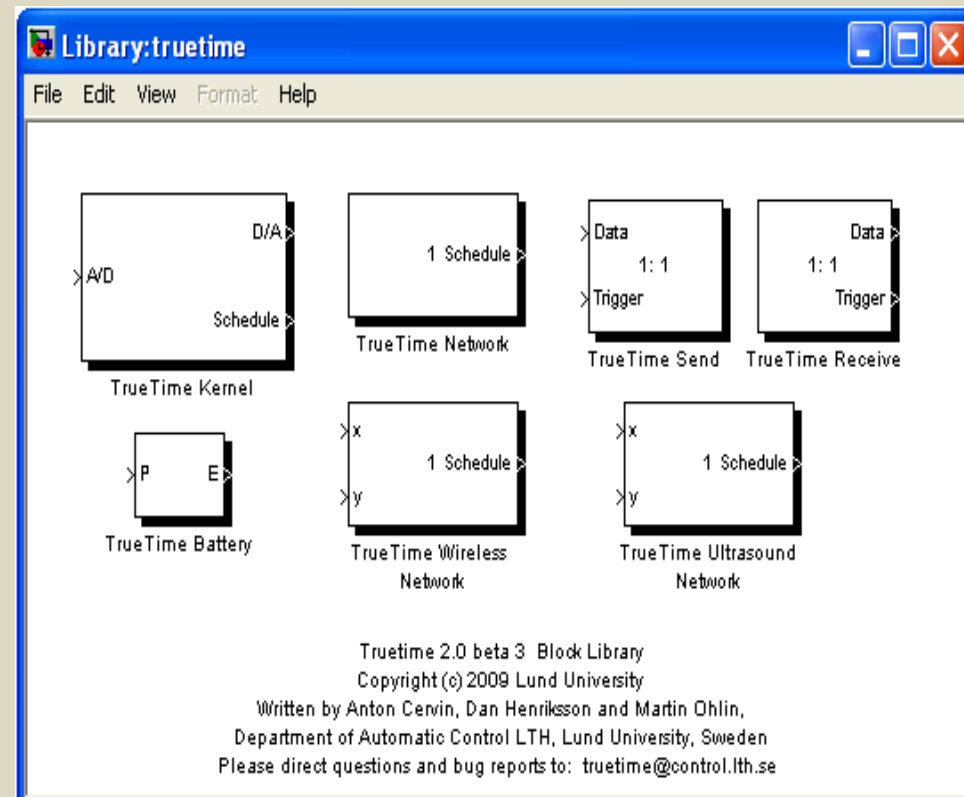 Library:truetime
File Edit View Format Help
D/A
A/D
Schedule
TrueTime Kernel
1 Schedule
TrueTime Network
Data
1: 1
Trigger
TrueTime Send
Data
1: 1
Trigger
TrueTime Receive
P E
TrueTime Battery
x
1 Schedule
y
TrueTime Wireless
Network
x
1 Schedule
y
TrueTime Ultrasound
Network
Truetime 2.0 beta 3 Block Library
Copyright (c) 2009 Lund University
Written by Anton Cervin, Dan Henriksson and Martin Ohlin,
Department of Automatic Control LTH, Lund University, Sweden
Please direct questions and bug reports to: truetime@control.lth.se